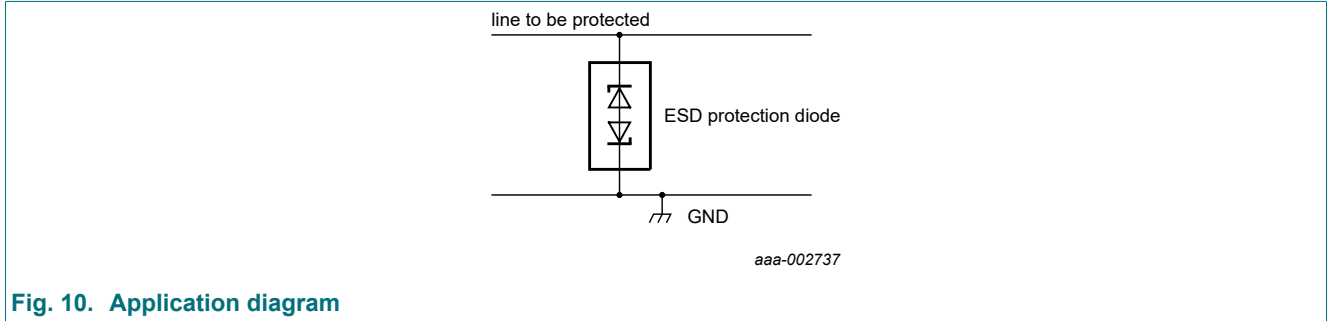 line to be protected
ESD protection diode
GND
aaa-002737
Fig. 10. Application diagram